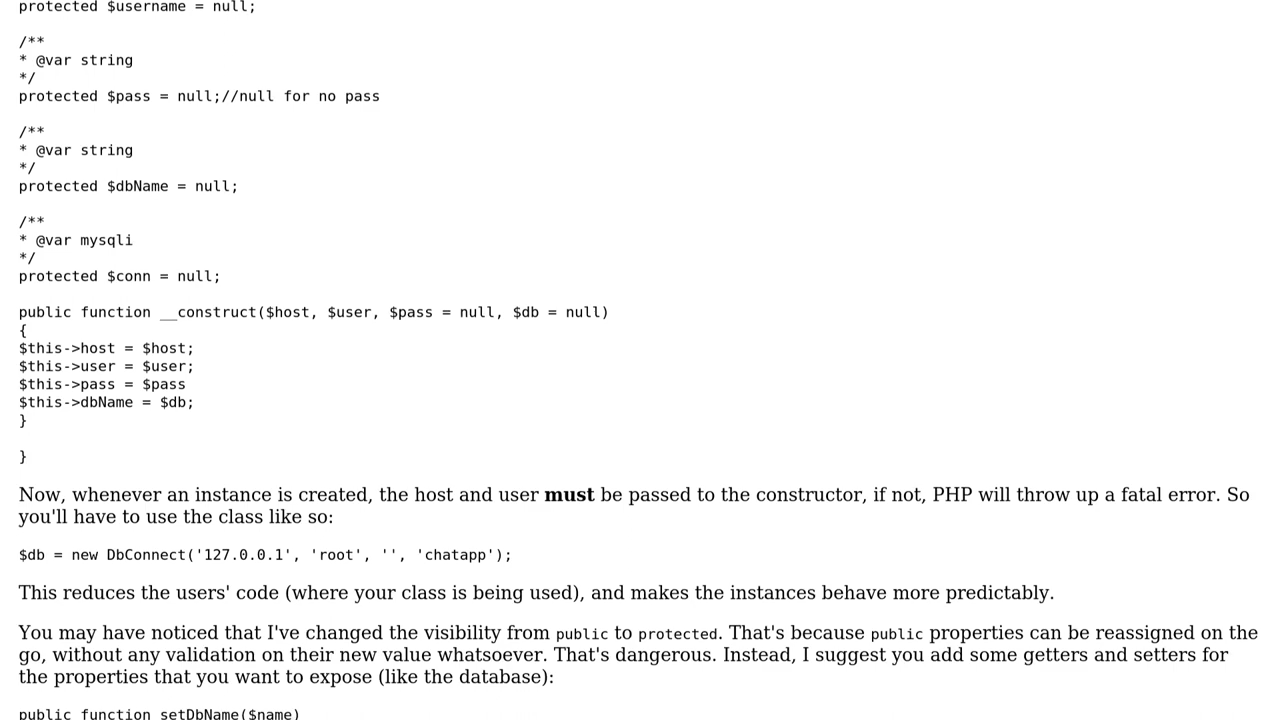 protected $username = null;
/**
* @var string
*/
protected $pass = null;//null for no pass
/**
* @var string
*/
protected $dbName = null;
/**
* @var mysqli
*/
protected $conn = null;
public function __construct($host, $user, $pass = null, $db = null)
{
$this->host = $host;
$this->user = $user;
$this->pass = $pass
$this->dbName = $db;
}
}
Now, whenever an instance is created, the host and user must be passed to the constructor, if not, PHP will throw up a fatal error. So
you'll have to use the class like so:
$db = new DbConnect('127.0.0.1', 'root', '', 'chatapp');
This reduces the users' code (where your class is being used), and makes the instances behave more predictably.
You may have noticed that I've changed the visibility from public to protected. That's because public properties can be reassigned on the
go, without any validation on their new value whatsoever. That's dangerous. Instead, I suggest you add some getters and setters for
the properties that you want to expose (like the database):
public function setDbName($name)